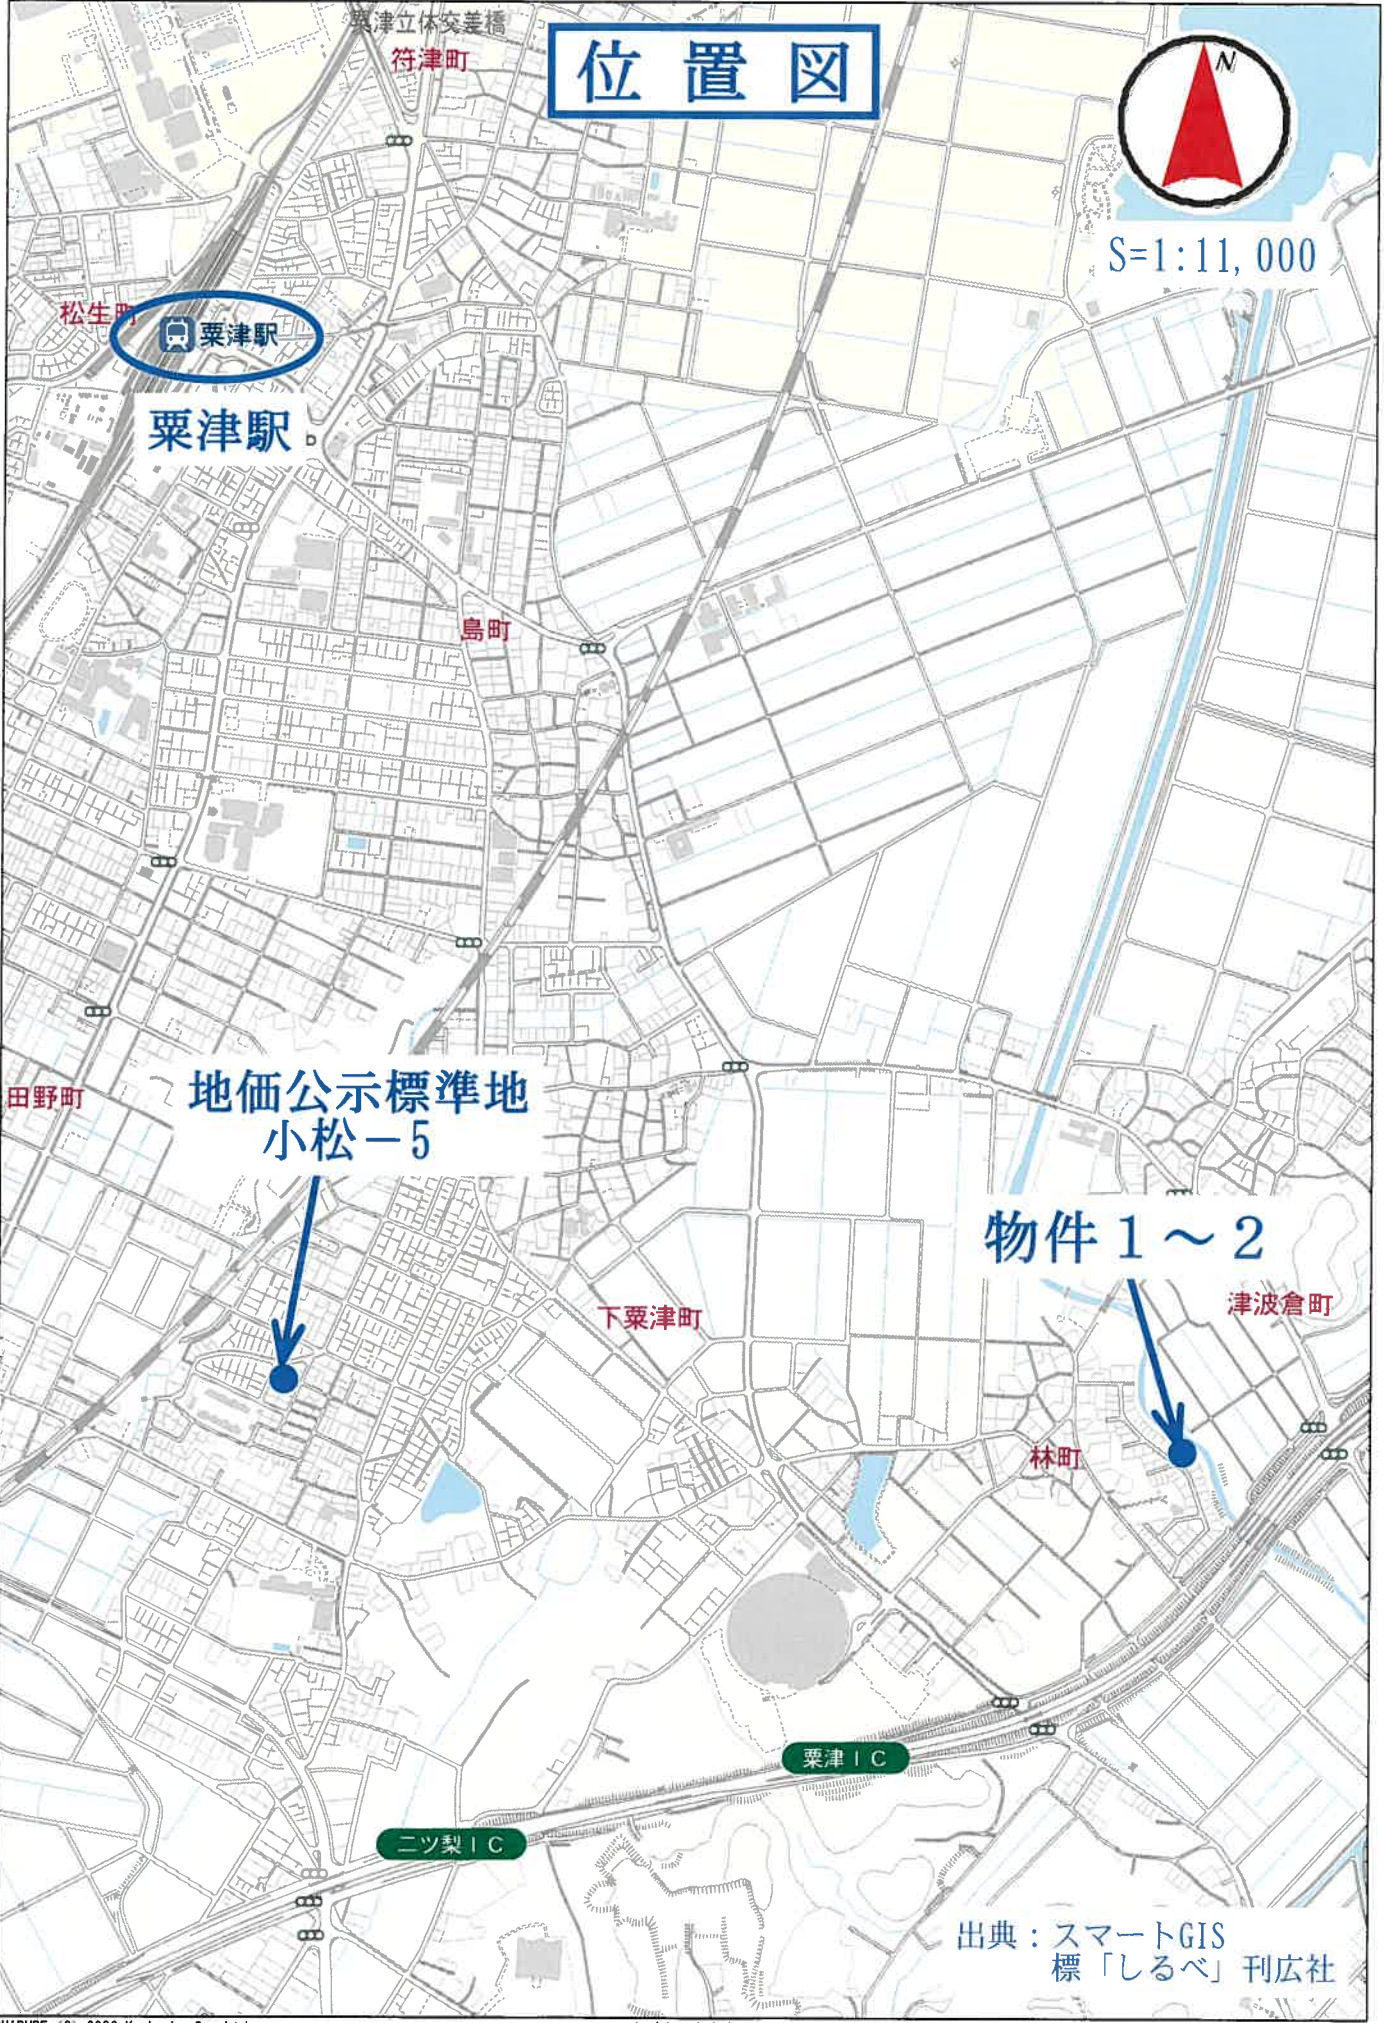 粟津立体交差橋
符津町
位置図
N
S=1:11,000
松生町
粟津駅
粟津駅
島町
田野町
地価公示標準地
小松－5
物件１～２
津波倉町
下粟津町
林町
粟津IC
二ツ梨IC
出典：スマートGIS
標「しるべ」刊広社